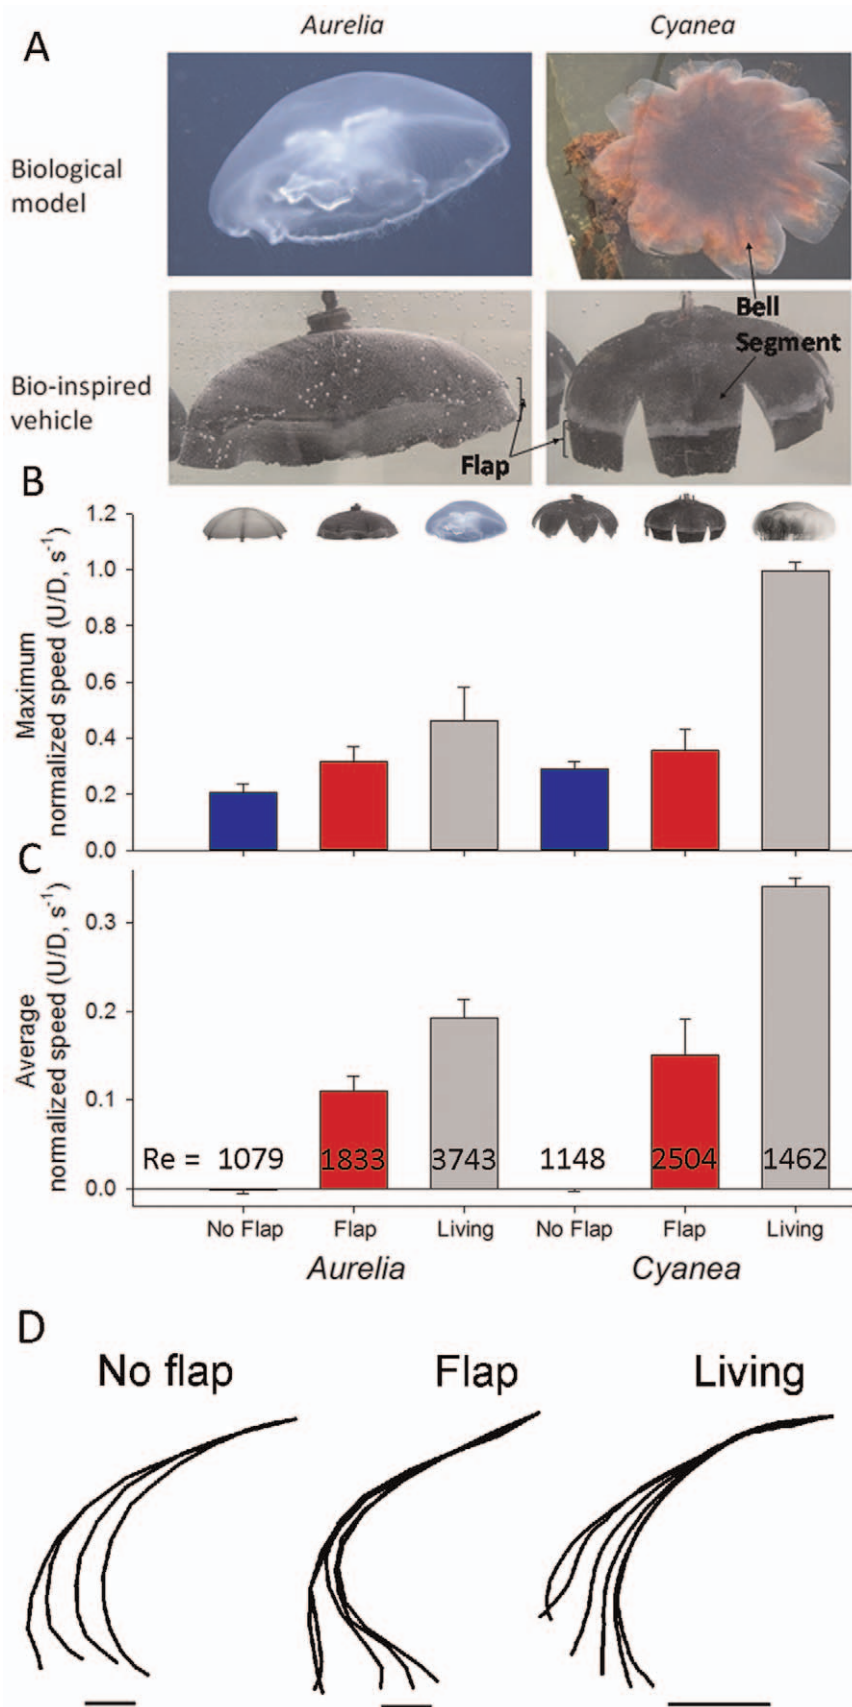 A
Aurelia
Cyanea
Biological
model
Bell
Segment
Bio-inspired
vehicle
Flap
B
Maximum
normalized speed (U/D, s⁻¹)
1.2
1.0
0.8
0.6
0.4
0.2
0.0
C
Average
normalized speed (U/D, s⁻¹)
0.3
0.2
0.1
0.0
Re = 1079 1833 3743 1148 2504 1462
No Flap Flap Living No Flap Flap Living
Aurelia Cyanea
D
No flap Flap Living